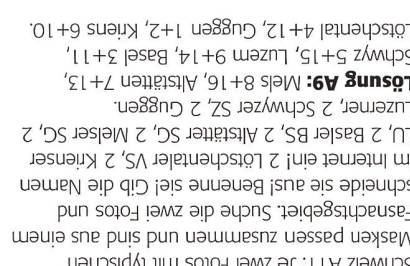 Schweiz A11: Je zwei Fotos mit typischen
Masken passen zusammen und sind aus einem
Fasnachtsgebiet. Suche die zwei Fotos und
schneide sie aus! Benenne sie! Gib die Namen
m Internet ein! 2 Lötschentaler VS, 2 Krienser
LU, 2 Basler BS, 2 Altstätter SG, 2 Melser SG, 2
Luzerner, 2 Schwyzer SZ, 2 Guggen.
Lösung A9: Mels 8+16, Altstätten 7+13,
Schwyz 5+15, Luzern 9+14, Basel 3+11,
Lötschental 4+12, Guggen 1+2, Kriens 6+10.